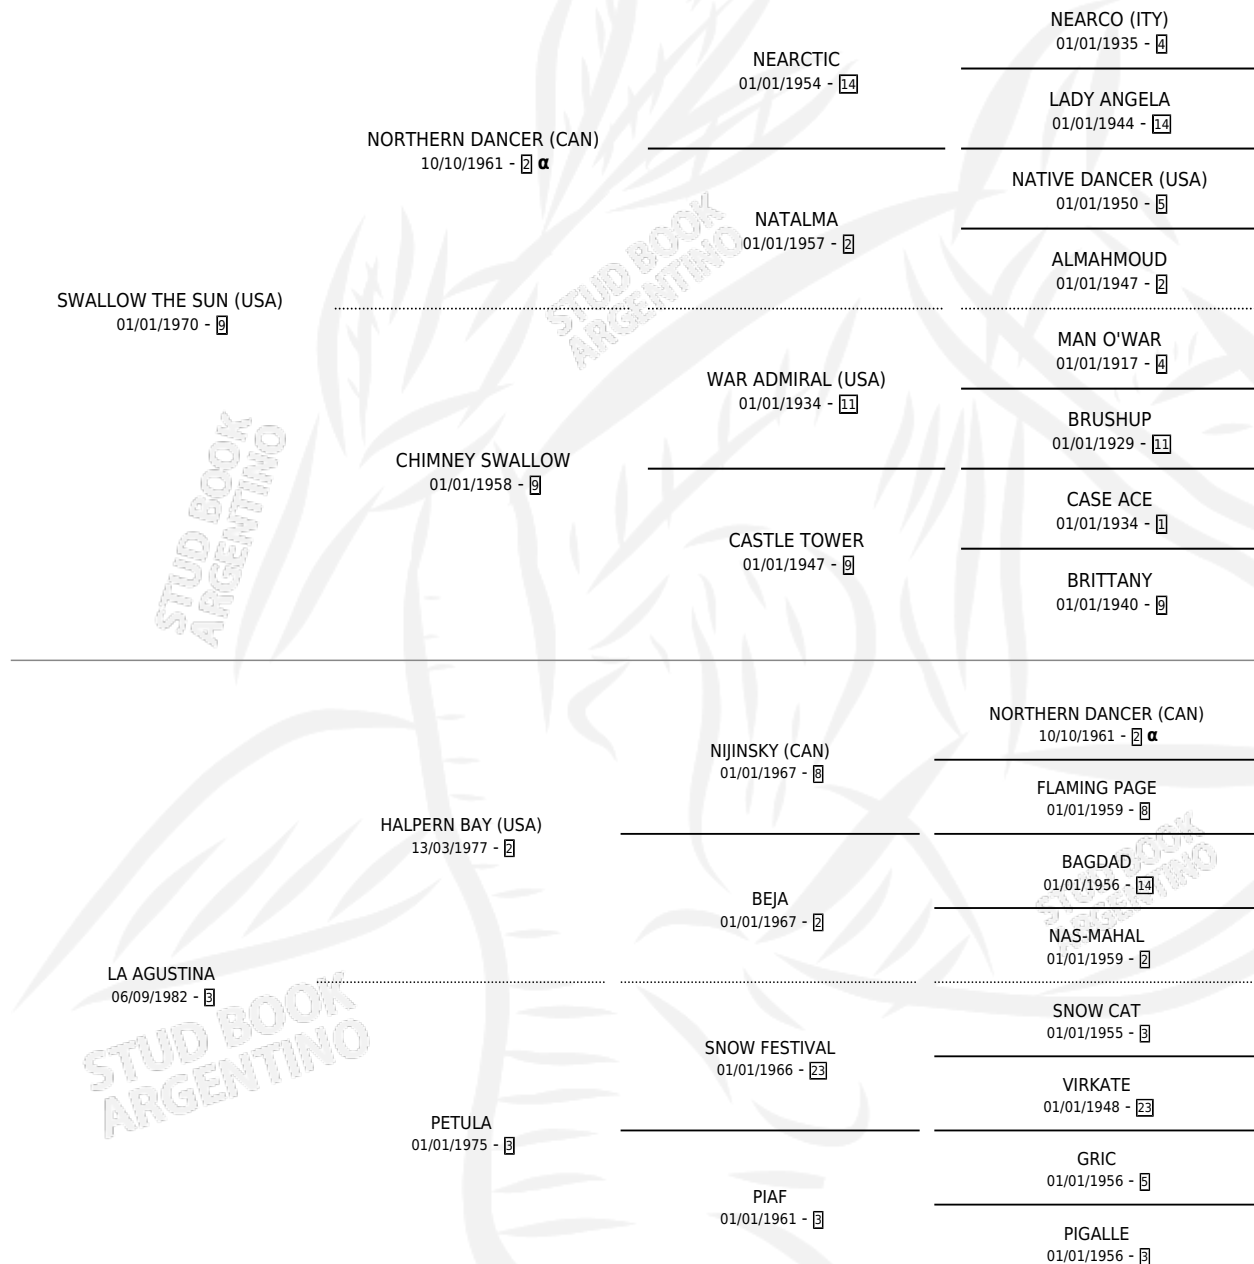 NEARCO (ITY)
01/01/1935 - 4
NEARCTIC
01/01/1954 - 14
LADY ANGELA
01/01/1944 - 14
NORTHERN DANCER (CAN)
10/10/1961 - 2 α
NATIVE DANCER (USA)
01/01/1950 - 5
NATALMA
01/01/1957 - 2
ALMAHMOUD
01/01/1947 - 2
SWALLOW THE SUN (USA)
01/01/1970 - 9
STUD BOOK
ARGENTINO
MAN O'WAR
01/01/1917 - 4
WAR ADMIRAL (USA)
01/01/1934 - 11
BRUSHUP
01/01/1929 - 11
CHIMNEY SWALLOW
01/01/1958 - 9
CASE ACE
01/01/1934 - 1
CASTLE TOWER
01/01/1947 - 9
BRITTANY
01/01/1940 - 9
STUD BOOK
ARGENTINO
NORTHERN DANCER (CAN)
10/10/1961 - 2 α
NIJINSKY (CAN)
01/01/1967 - 8
FLAMING PAGE
01/01/1959 - 8
HALPERN BAY (USA)
13/03/1977 - 2
BAGDAD
01/01/1956 - 14
BEJA
01/01/1967 - 2
NAS-MAHAL
01/01/1959 - 2
STUD BOOK
ARGENTINO
LA AGUSTINA
06/09/1982 - 3
SNOW CAT
01/01/1955 - 3
SNOW FESTIVAL
01/01/1966 - 23
VIRKATE
01/01/1948 - 23
STUD BOOK
ARGENTINO
PETULA
01/01/1975 - 3
GRIC
01/01/1956 - 5
PIAF
01/01/1961 - 3
PIGALLE
01/01/1956 - 3